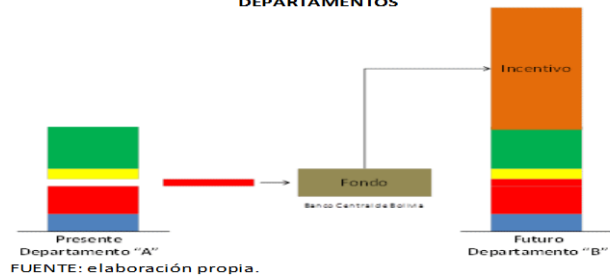 DEPARTAMENTOS
Incentivo
Fondo
Banco Central de Bolivia
Presente
Departamento "A"
Futuro
Departamento "B"
FUENTE: elaboración propia.